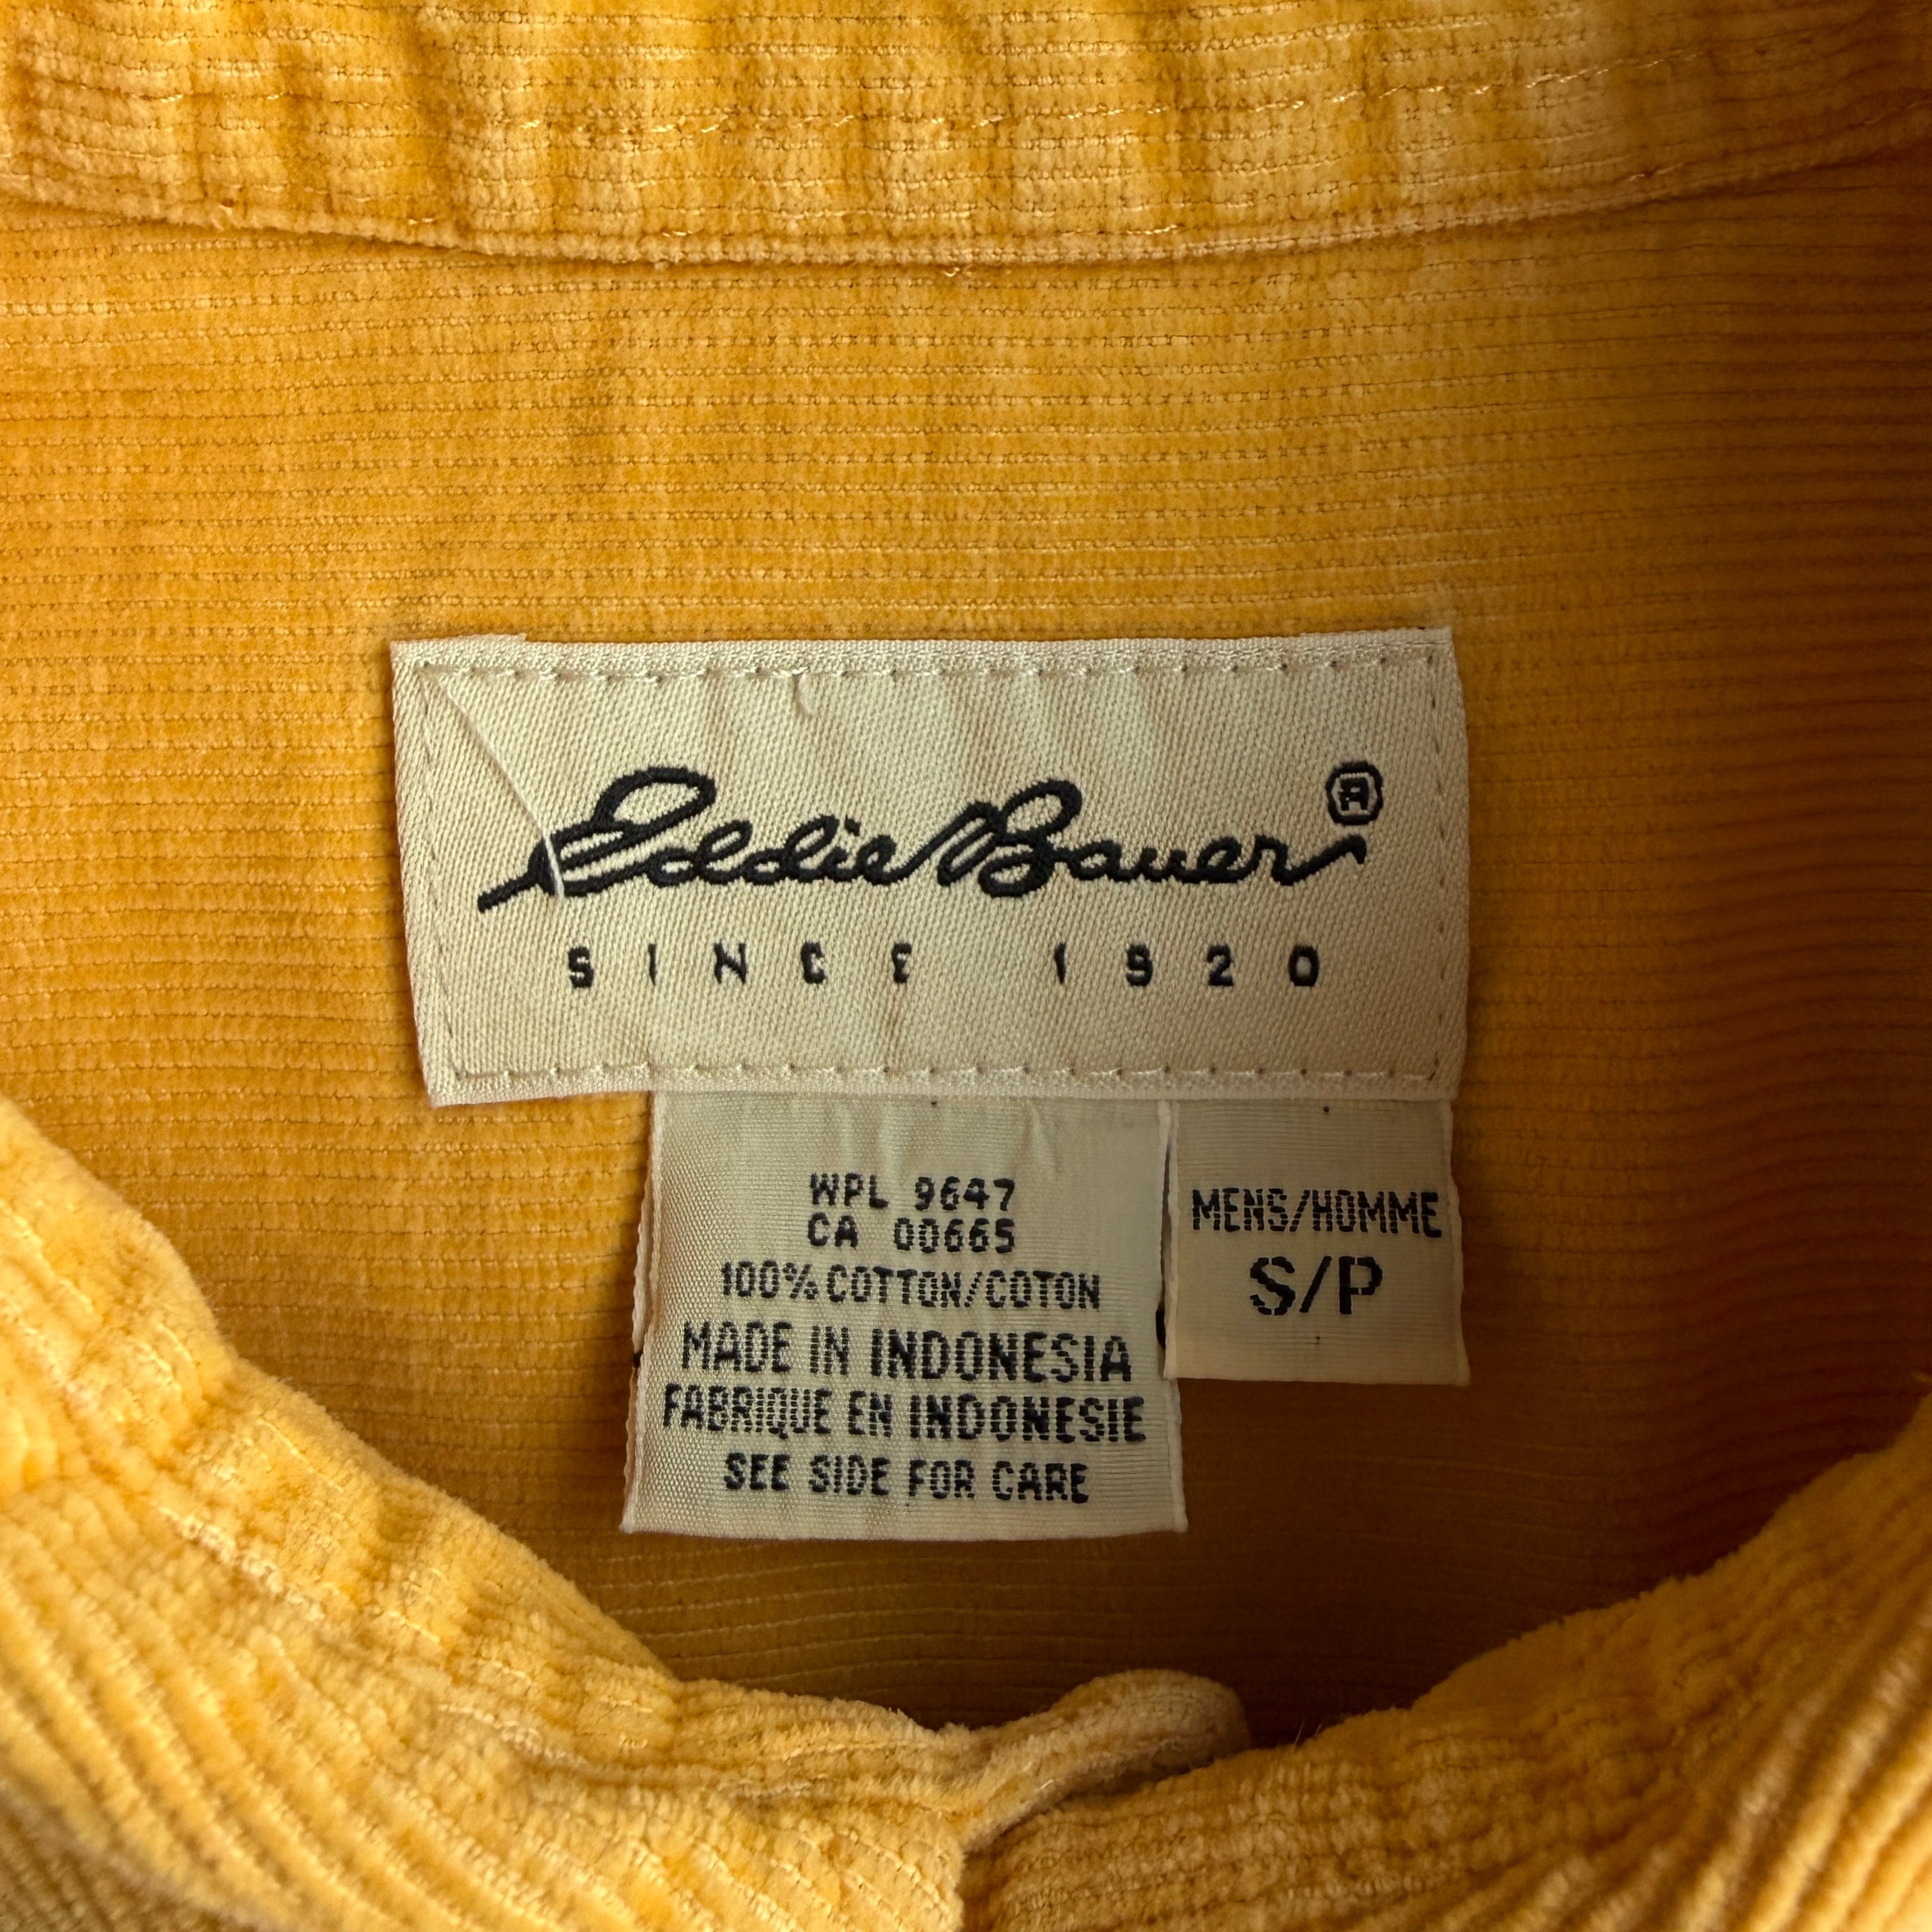 Eddie Bauer®
SINCE 1920
WPL 9647
CA 00665
100% COTTON/COTON
MADE IN INDONESIA
FABRIQUE EN INDONESIE
SEE SIDE FOR CARE
MENS/HOMME
S/P